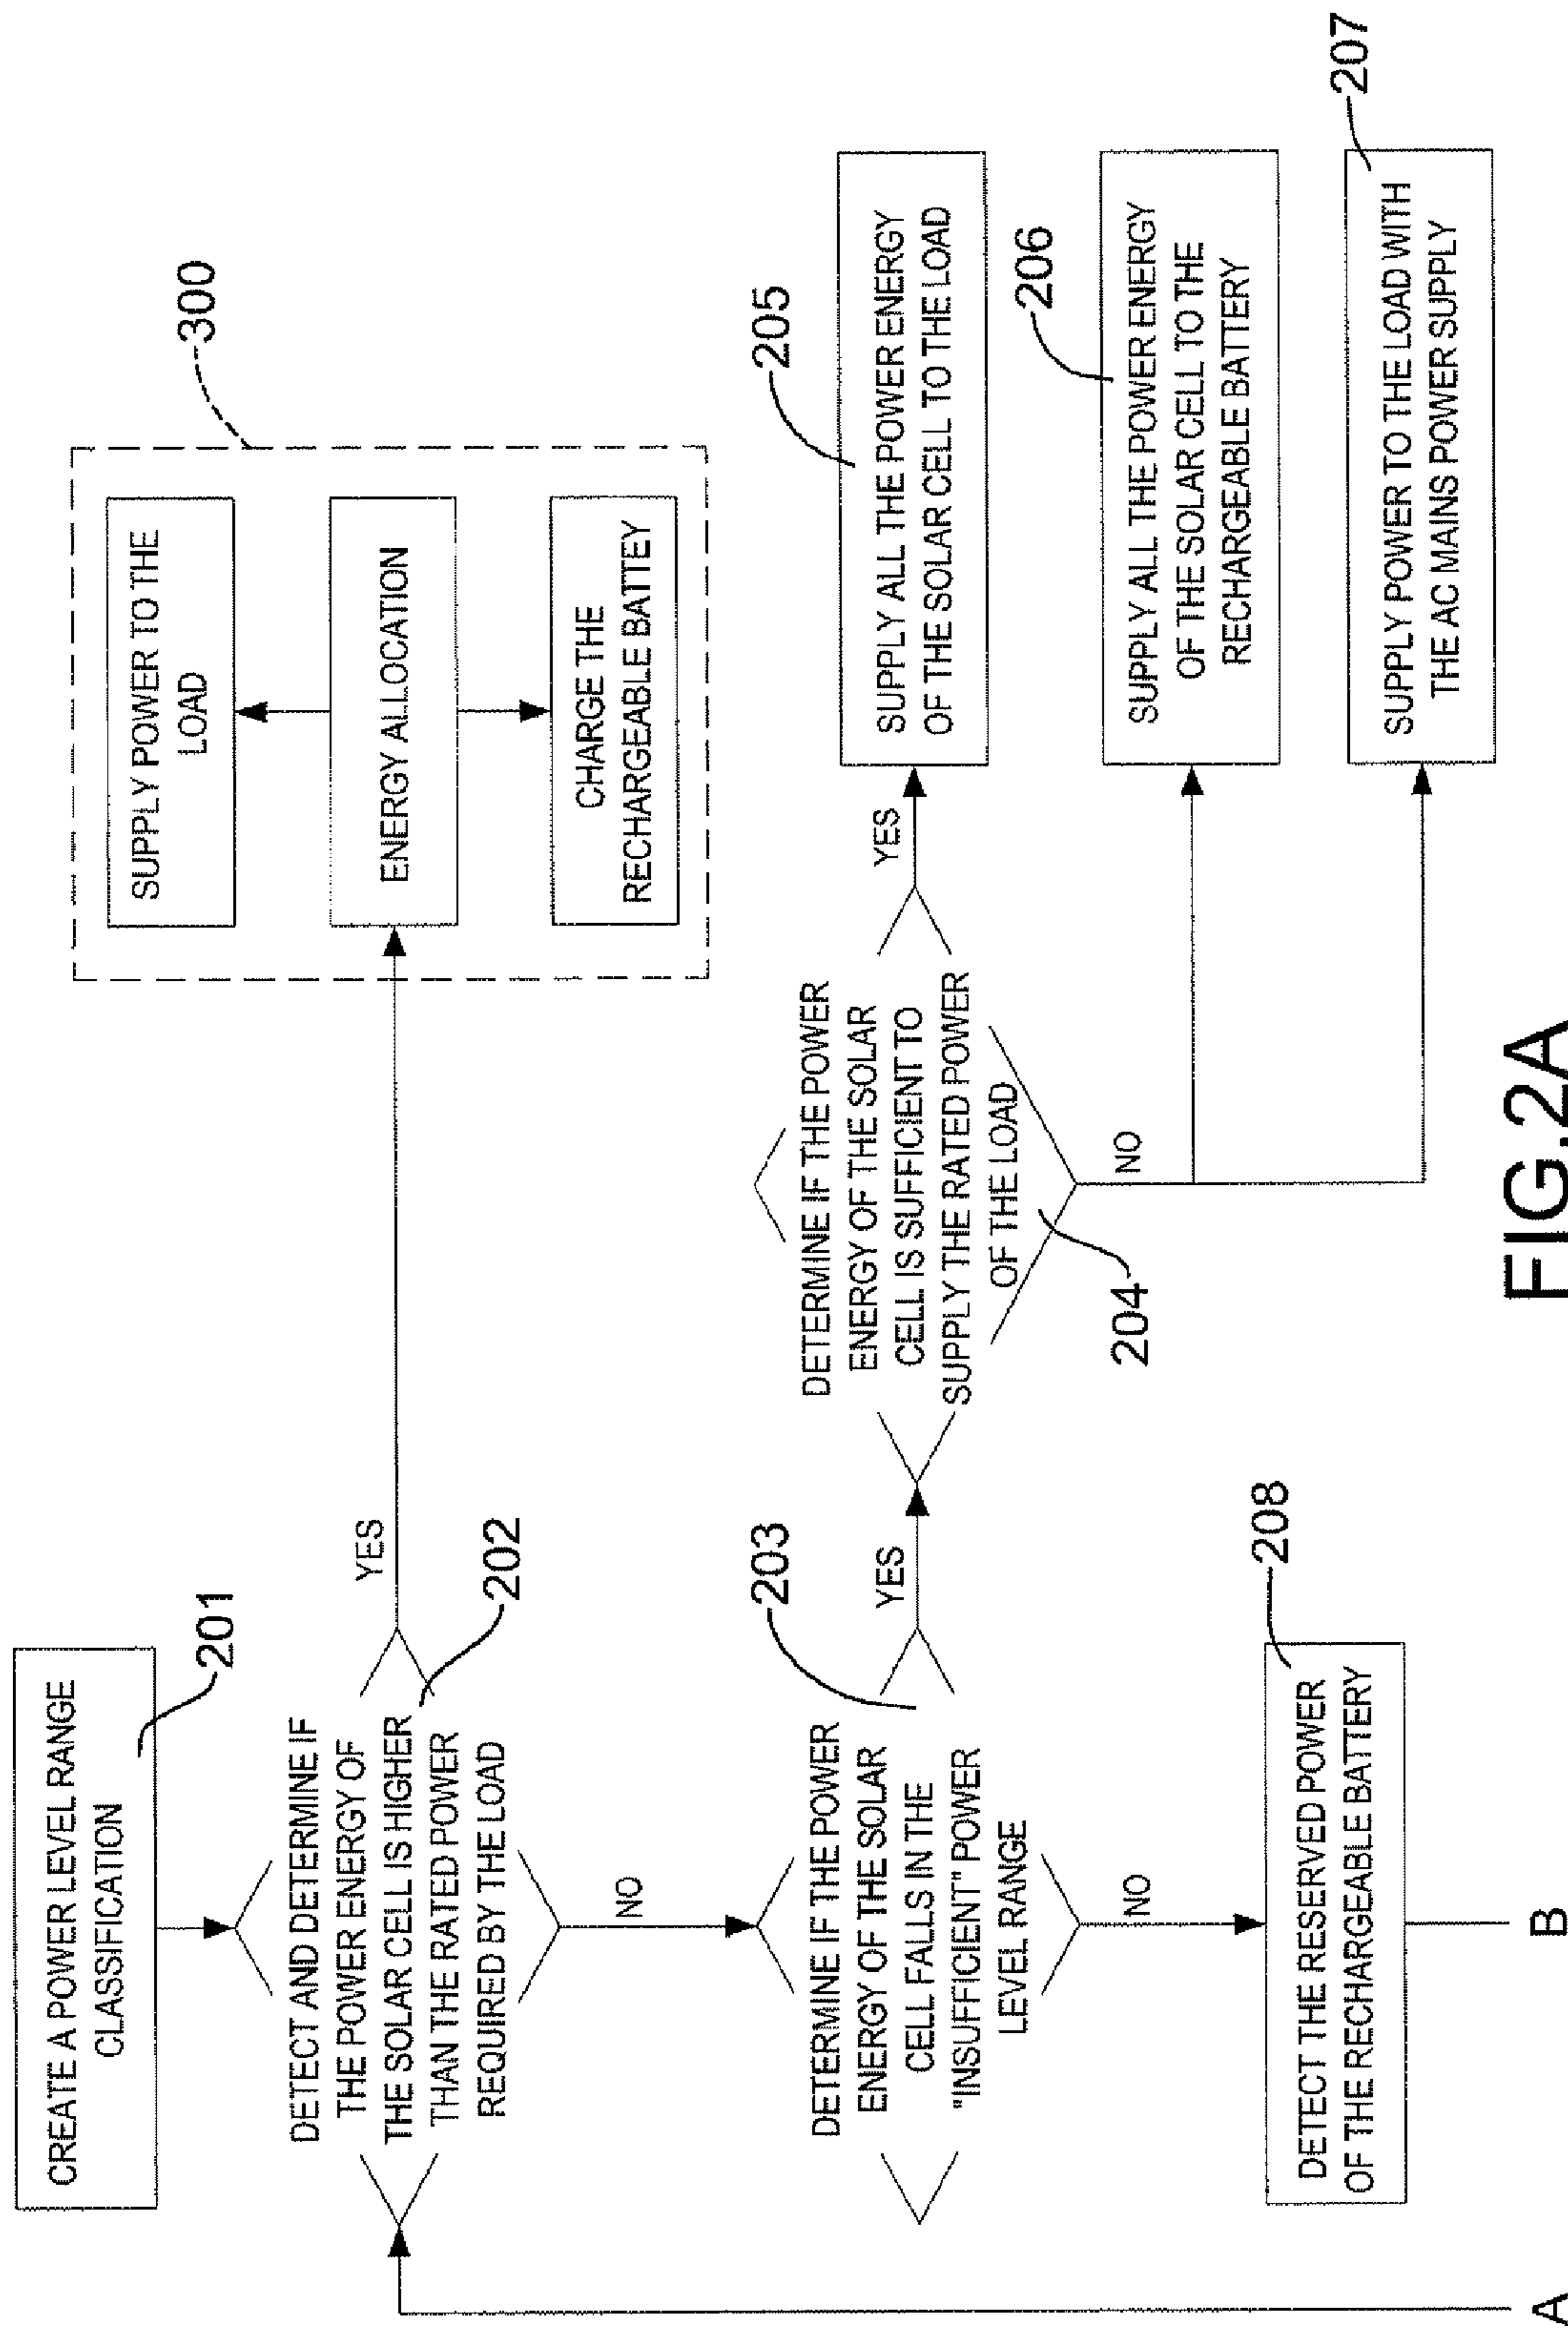 CREATE A POWER LEVEL RANGE
CLASSIFICATION
201
DETECT AND DETERMINE IF
THE POWER ENERGY OF
THE SOLAR CELL IS HIGHER
THAN THE RATED POWER
REQUIRED BY THE LOAD
202
YES
NO
300
SUPPLY POWER TO THE
LOAD
ENERGY ALLOCATION
CHARGE THE
RECHARGEABLE BATTEY
DETERMINE IF THE POWER
ENERGY OF THE SOLAR
CELL FALLS IN THE
"INSUFFICIENT" POWER
LEVEL RANGE
203
YES
NO
DETERMINE IF THE POWER
ENERGY OF THE SOLAR
CELL IS SUFFICIENT TO
SUPPLY THE RATED POWER
OF THE LOAD
204
YES
NO
205
SUPPLY ALL THE POWER ENERGY
OF THE SOLAR CELL TO THE LOAD
206
SUPPLY ALL THE POWER ENERGY
OF THE SOLAR CELL TO THE
RECHARGEABLE BATTERY
207
SUPPLY POWER TO THE LOAD WITH
THE AC MAINS POWER SUPPLY
208
DETECT THE RESERVED POWER
OF THE RECHARGEABLE BATTERY
A
B
FIG.2A